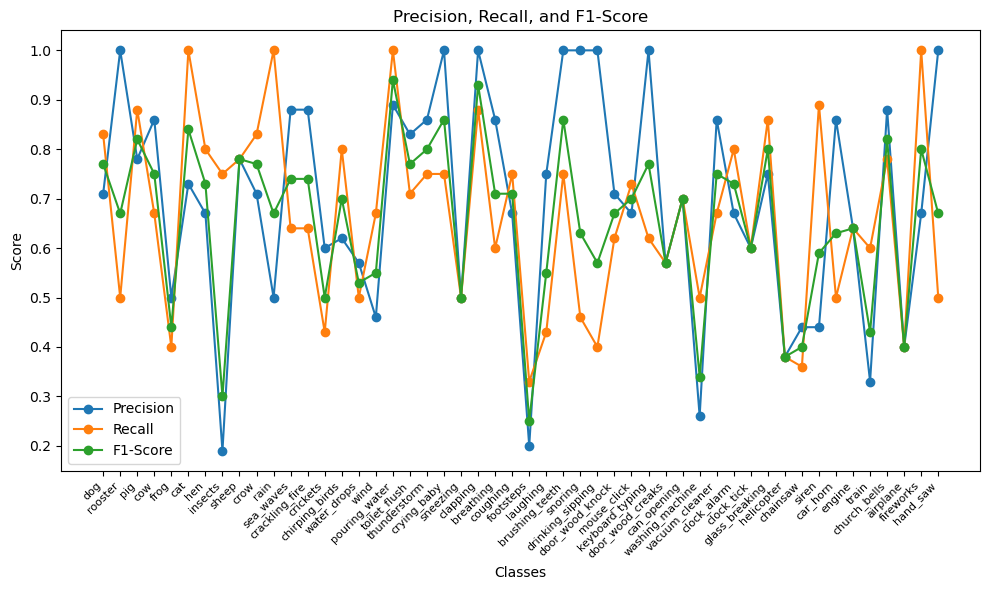 Precision, Recall, and F1-Score
Score
1.0
0.9
0.8
0.7
0.6
0.5
0.4
0.3
0.2
Precision
Recall
F1-Score
dog
rooster
pig
cow
frog
cat
hen
insects
sheep
crow
rain
sea_waves
crackling_fire
crickets
chirping_birds
water_drops
wind
pouring_water
toilet_flush
thunderstorm
crying_baby
sneezing
clapping
breathing
coughing
footsteps
laughing
brushing_teeth
snoring
drinking_sipping
door_wood_knock
mouse_click
keyboard_typing
door_wood_creaks
can_opening
washing_machine
vacuum_cleaner
clock_alarm
clock_tick
glass_breaking
helicopter
chainsaw
siren
car_horn
engine
train
church_bells
airplane
fireworks
hand_saw
Classes